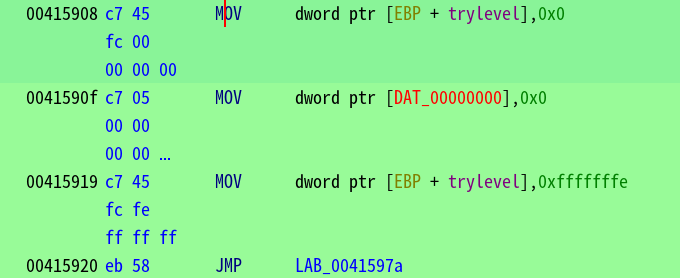 00415908 c7 45 MOV dword ptr [EBP + trylevel],0x0
fc 00
00 00 00
0041590f c7 05 MOV dword ptr [DAT_00000000],0x0
00 00
00 00 ...
00415919 c7 45 MOV dword ptr [EBP + trylevel],0xfffffffe
fc fe
ff ff ff
00415920 eb 58 JMP LAB_0041597a